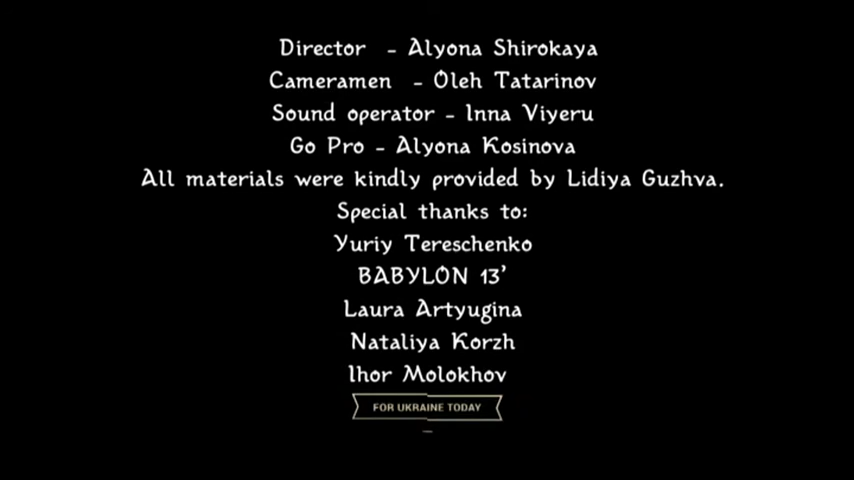 Director - Alyona Shirokaya
Cameramen - Oleh Tatarinov
Sound operator - Inna Viyeru
Go Pro - Alyona Kosinova
All materials were kindly provided by Lidiya Guzhva.
Special thanks to:
Yuriy Tereschenko
BABYLON 13'
Laura Artyugina
Nataliya Korzh
Ihor Molokhov
FOR UKRAINE TODAY